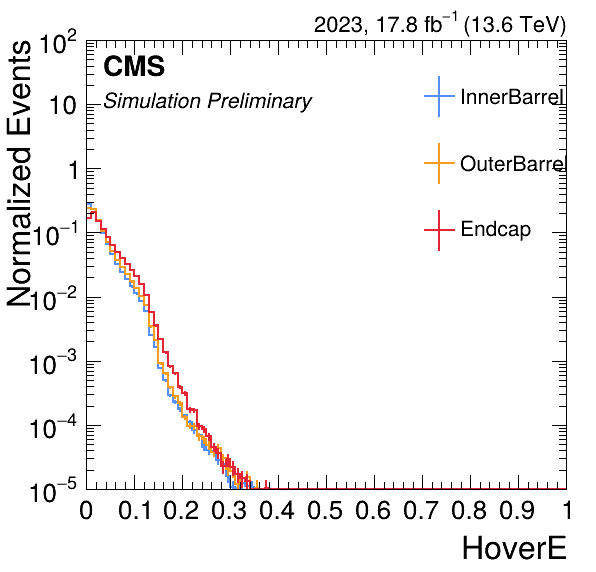 2023, 17.8 fb⁻¹ (13.6 TeV)
CMS
Simulation Preliminary
InnerBarrel
OuterBarrel
Endcap
Normalized Events
10²
10
1
10⁻¹
10⁻²
10⁻³
10⁻⁴
10⁻⁵
0 0.1 0.2 0.3 0.4 0.5 0.6 0.7 0.8 0.9 1
HoverE